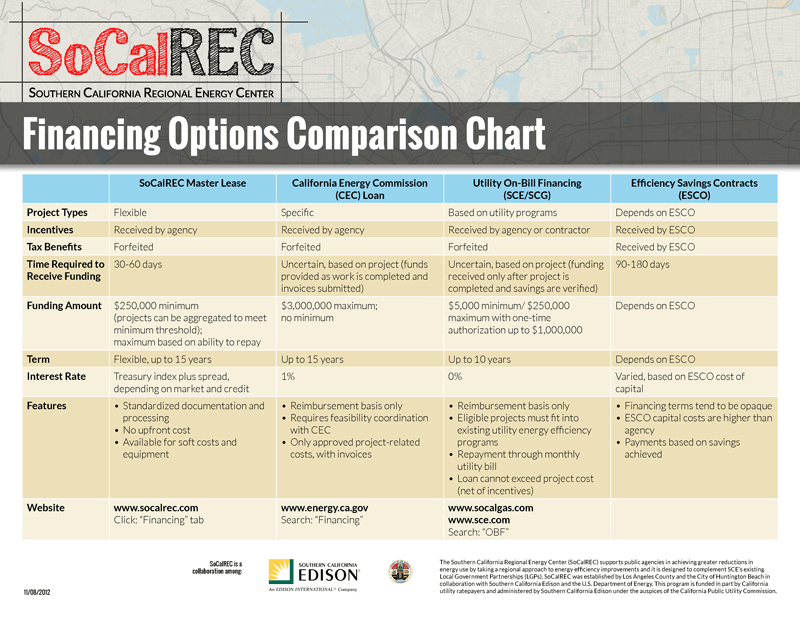 SoCalREC
SOUTHERN CALIFORNIA REGIONAL ENERGY CENTER
Financing Options Comparison Chart
SoCalREC Master Lease
California Energy Commission
(CEC) Loan
Utility On-Bill Financing
(SCE/SCG)
Efficiency Savings Contracts
(ESCO)
Project Types
Flexible
Specific
Based on utility programs
Depends on ESCO
Incentives
Received by agency
Received by agency
Received by agency or contractor
Received by ESCO
Tax Benefits
Forfeited
Forfeited
Forfeited
Received by ESCO
Time Required to
Receive Funding
30-60 days
Uncertain, based on project (funds
provided as work is completed and
invoices submitted)
Uncertain, based on project (funding
received only after project is
completed and savings are verified)
90-180 days
Funding Amount
$250,000 minimum
(projects can be aggregated to meet
minimum threshold);
maximum based on ability to repay
$3,000,000 maximum;
no minimum
$5,000 minimum/ $250,000
maximum with one-time
authorization up to $1,000,000
Depends on ESCO
Term
Flexible, up to 15 years
Up to 15 years
Up to 10 years
Depends on ESCO
Interest Rate
Treasury index plus spread,
depending on market and credit
1%
0%
Varied, based on ESCO cost of
capital
Features
• Standardized documentation and
processing
• No upfront cost
• Available for soft costs and
equipment
• Reimbursement basis only
• Requires feasibility coordination
with CEC
• Only approved project-related
costs, with invoices
• Reimbursement basis only
• Eligible projects must fit into
existing utility energy efficiency
programs
• Repayment through monthly
utility bill
• Loan cannot exceed project cost
(net of incentives)
• Financing terms tend to be opaque
• ESCO capital costs are higher than
agency
• Payments based on savings
achieved
Website
www.socalrec.com
Click: “Financing” tab
www.energy.ca.gov
Search: “Financing”
www.socalgas.com
www.sce.com
Search: “OBF”
11/08/2012
SoCalREC is a
collaboration among:
SOUTHERN CALIFORNIA
EDISON®
An EDISON INTERNATIONAL® Company
The Southern California Regional Energy Center (SoCalREC) supports public agencies in achieving greater reductions in
energy use by taking a regional approach to energy efficiency improvements and it is designed to complement SCE's existing
Local Government Partnerships (LGPs). SoCalREC was established by Los Angeles County and the City of Huntington Beach in
collaboration with Southern California Edison and the U.S. Department of Energy. This program is funded in part by California
utility ratepayers and administered by Southern California Edison under the auspices of the California Public Utility Commission.